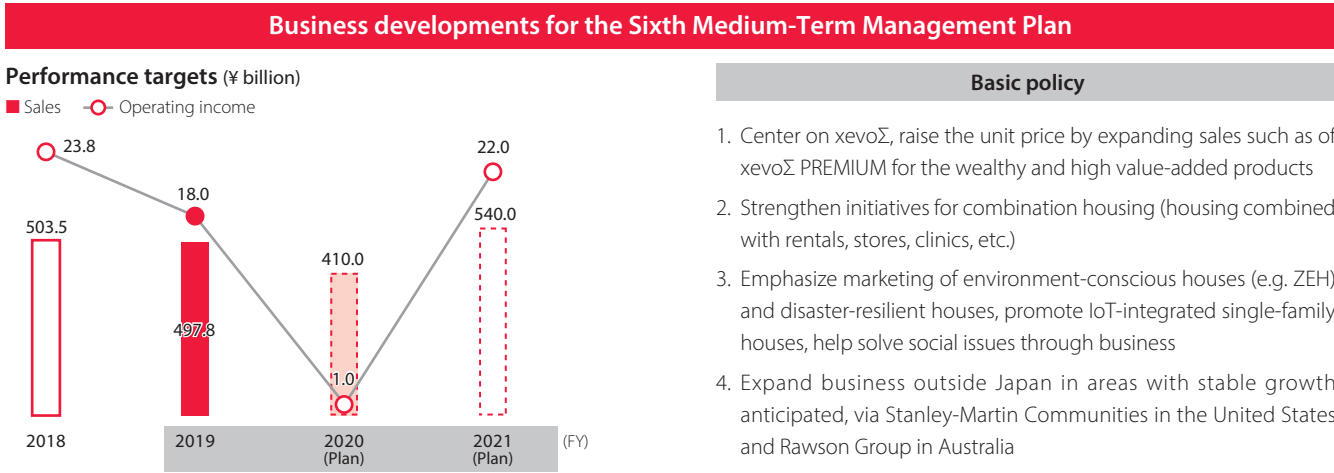 Business developments for the Sixth Medium-Term Management Plan
Performance targets (¥ billion)
Sales Operating income
23.8
18.0
22.0
503.5
497.8
410.0
1.0
540.0
2018 2019 2020 2021 (FY)
(Plan) (Plan)
Basic policy
1. Center on xevoΣ, raise the unit price by expanding sales such as of
xevoΣ PREMIUM for the wealthy and high value-added products
2. Strengthen initiatives for combination housing (housing combined
with rentals, stores, clinics, etc.)
3. Emphasize marketing of environment-conscious houses (e.g. ZEH)
and disaster-resilient houses, promote IoT-integrated single-family
houses, help solve social issues through business
4. Expand business outside Japan in areas with stable growth
anticipated, via Stanley-Martin Communities in the United States
and Rawson Group in Australia